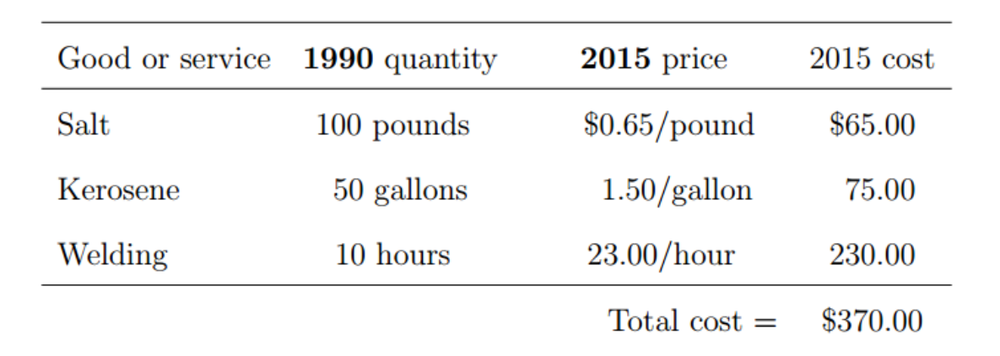 Good or service 1990 quantity 2015 price 2015 cost
Salt 100 pounds $0.65/pound $65.00
Kerosene 50 gallons 1.50/gallon 75.00
Welding 10 hours 23.00/hour 230.00
Total cost = $370.00